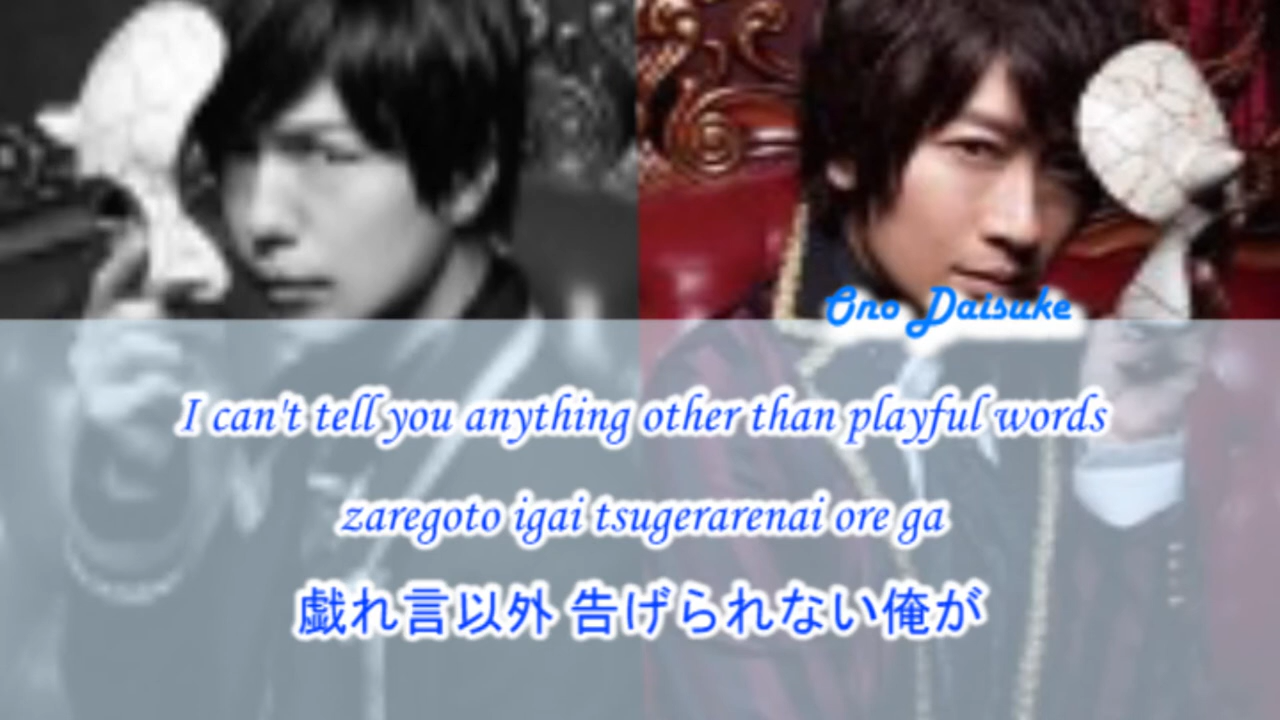 Ono Daisuke
I can't tell you anything other than playful words
zaregoto igai tsugerarenai ore ga
戯れ言以外 告げられない俺が